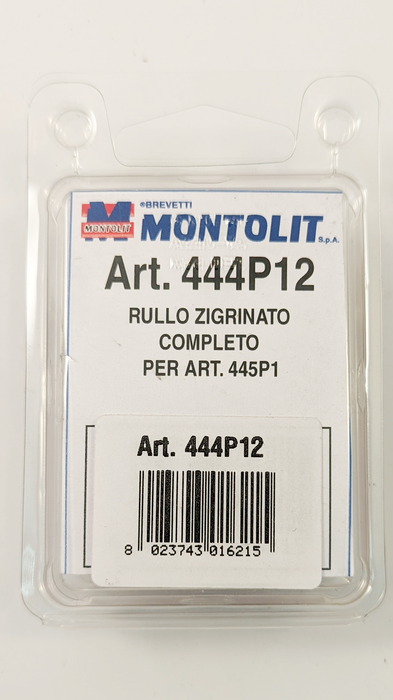 ®BREVETTI
MONTOLIT
MONTOLIT S.p.A.
Art. 444P12
RULLO ZIGRINATO
COMPLETO
PER ART. 445P1
Art. 444P12
8 023743 016215